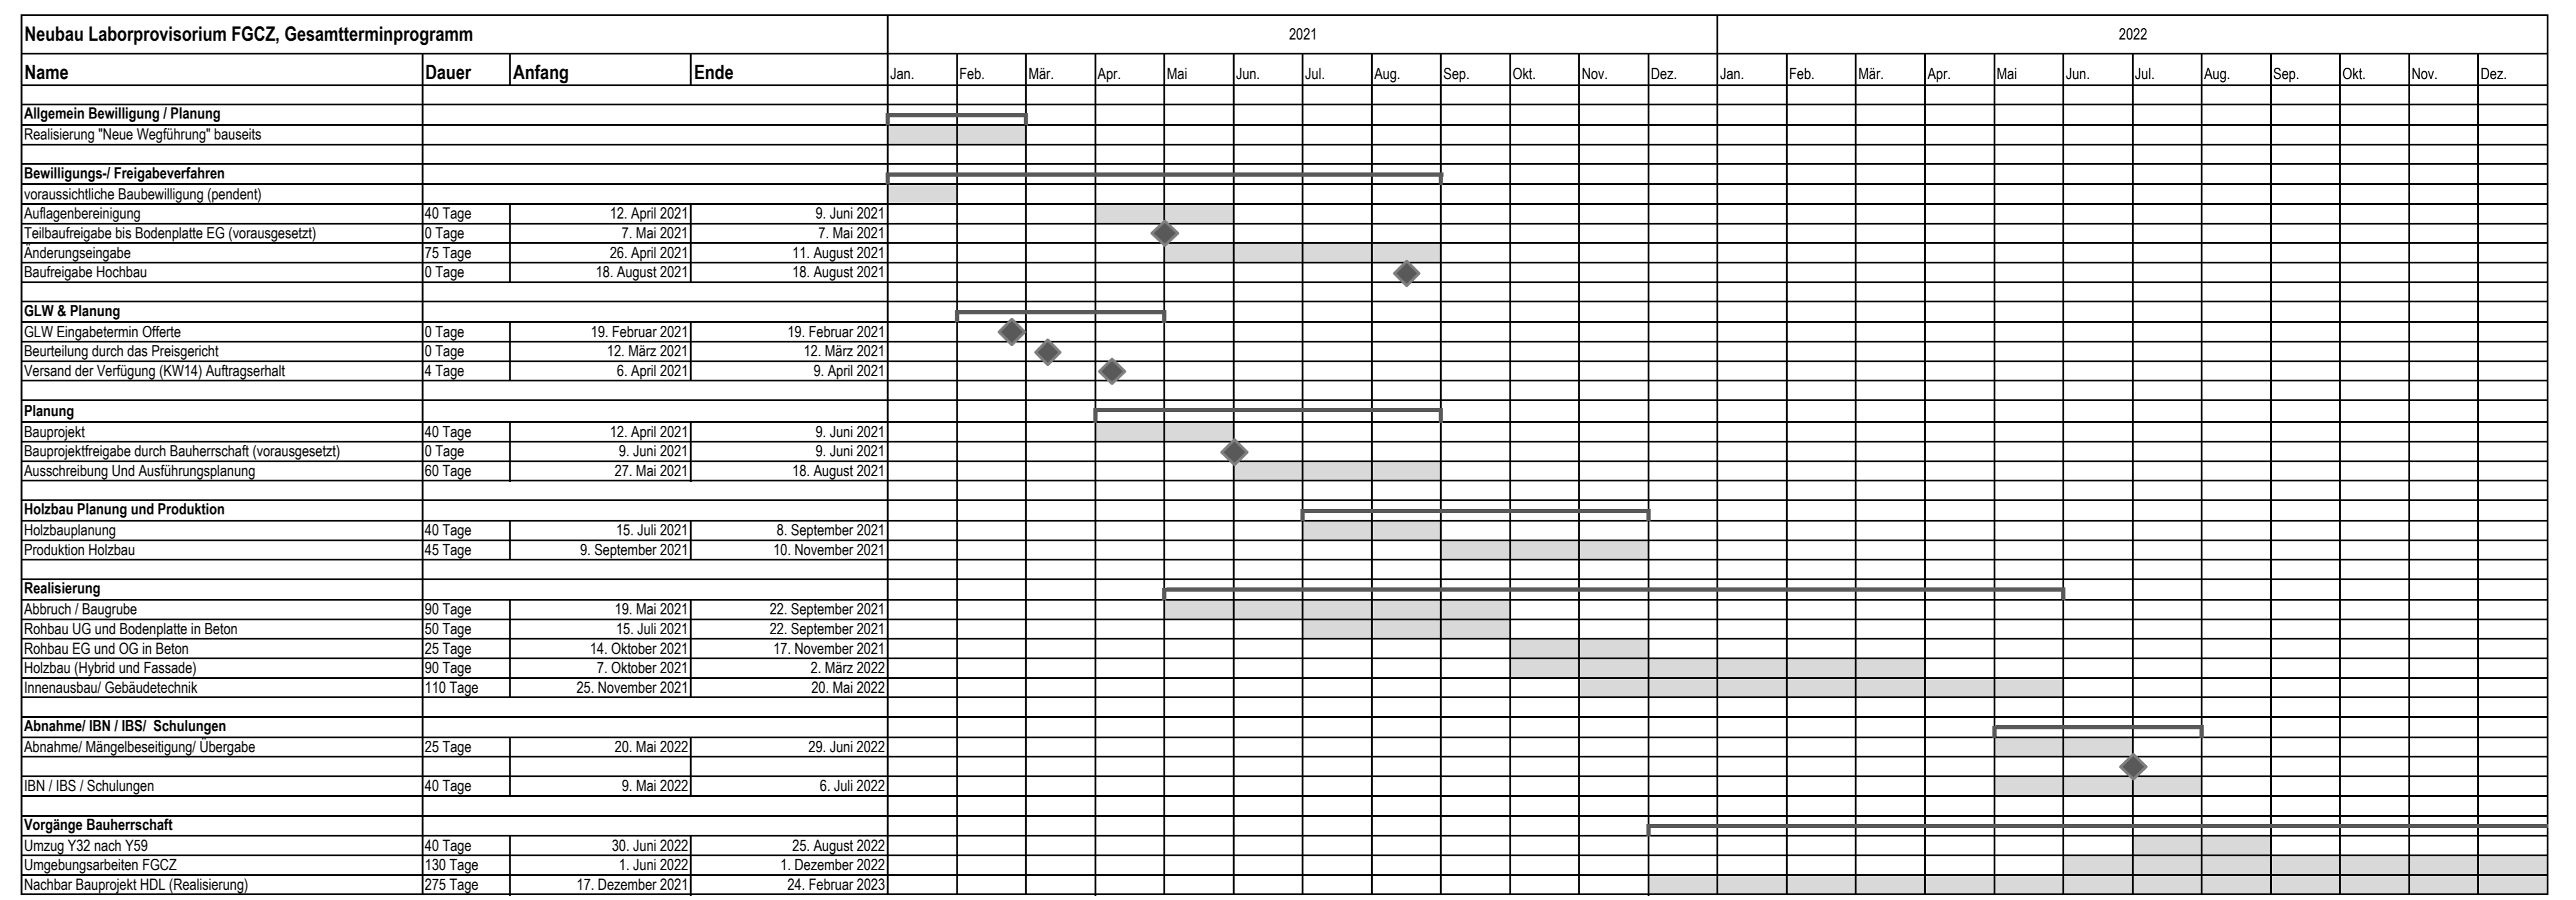 Neubau Laborprovisorium FGCZ, Gesamtterminprogramm 2021 2022
Name Dauer Anfang Ende Jan. Feb. Mär. Apr. Mai Jun. Jul. Aug. Sep. Okt. Nov. Dez. Jan. Feb. Mär. Apr. Mai Jun. Jul. Aug. Sep. Okt. Nov. Dez.
Allgemein Bewilligung / Planung
Realisierung "Neue Wegführung" bauseits
Bewilligungs-/ Freigabeverfahren
voraussichtliche Baubewilligung (pendent)
Auflagenbereinigung 40 Tage 12. April 2021 9. Juni 2021
Teilbaufreigabe bis Bodenplatte EG (vorausgesetzt) 0 Tage 7. Mai 2021 7. Mai 2021
Änderungseingabe 75 Tage 26. April 2021 11. August 2021
Baufreigabe Hochbau 0 Tage 18. August 2021 18. August 2021
GLW & Planung
GLW Eingabetermin Offerte 0 Tage 19. Februar 2021 19. Februar 2021
Beurteilung durch das Preisgericht 0 Tage 12. März 2021 12. März 2021
Versand der Verfügung (KW14) Auftragserhalt 4 Tage 6. April 2021 9. April 2021
Planung
Bauprojekt 40 Tage 12. April 2021 9. Juni 2021
Bauprojektfreigabe durch Bauherrschaft (vorausgesetzt) 0 Tage 9. Juni 2021 9. Juni 2021
Ausschreibung Und Ausführungsplanung 60 Tage 27. Mai 2021 18. August 2021
Holzbau Planung und Produktion
Holzbauplanung 40 Tage 15. Juli 2021 8. September 2021
Produktion Holzbau 45 Tage 9. September 2021 10. November 2021
Realisierung
Abbruch / Baugrube 90 Tage 19. Mai 2021 22. September 2021
Rohbau UG und Bodenplatte in Beton 50 Tage 15. Juli 2021 22. September 2021
Rohbau EG und OG in Beton 25 Tage 14. Oktober 2021 17. November 2021
Holzbau (Hybrid und Fassade) 90 Tage 7. Oktober 2021 2. März 2022
Innenausbau/ Gebäudetechnik 110 Tage 25. November 2021 20. Mai 2022
Abnahme/ IBN / IBS/ Schulungen
Abnahme/ Mängelbeseitigung/ Übergabe 25 Tage 20. Mai 2022 29. Juni 2022
IBN / IBS / Schulungen 40 Tage 9. Mai 2022 6. Juli 2022
Vorgänge Bauherrschaft
Umzug Y32 nach Y59 40 Tage 30. Juni 2022 25. August 2022
Umgebungsarbeiten FGCZ 130 Tage 1. Juni 2022 1. Dezember 2022
Nachbar Bauprojekt HDL (Realisierung) 275 Tage 17. Dezember 2021 24. Februar 2023